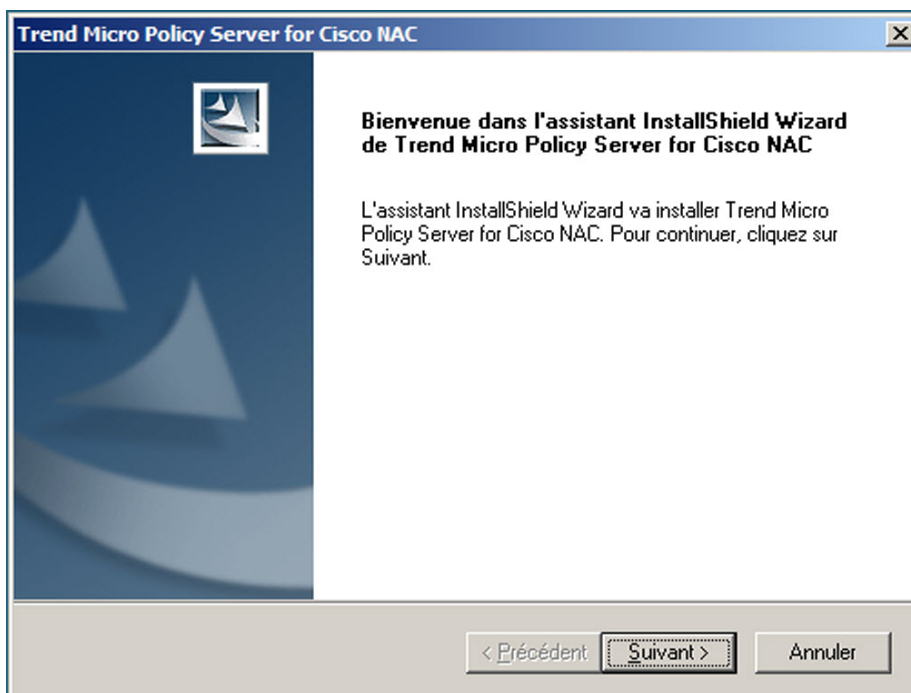 Trend Micro Policy Server for Cisco NAC
Bienvenue dans l'assistant InstallShield Wizard
de Trend Micro Policy Server for Cisco NAC
L'assistant InstallShield Wizard va installer Trend Micro
Policy Server for Cisco NAC. Pour continuer, cliquez sur
Suivant.
< Précédent
Suivant >
Annuler